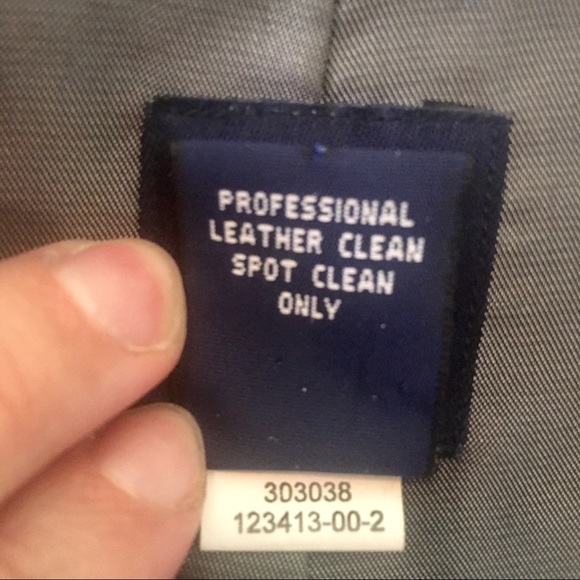 PROFESSIONAL
LEATHER CLEAN
SPOT CLEAN
ONLY
303038
123413-00-2